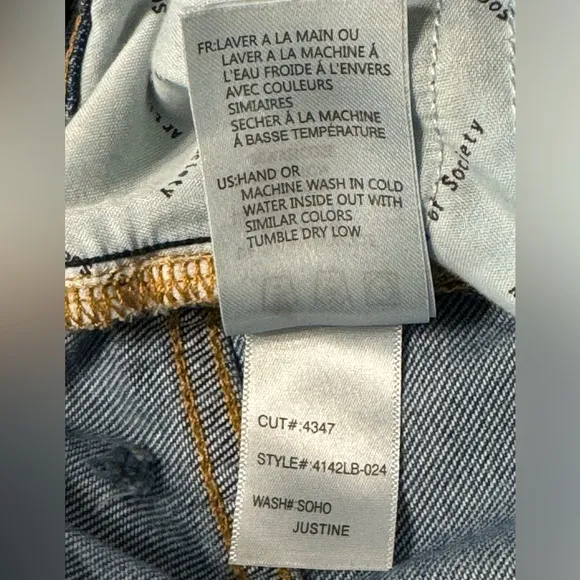 FR:LAVER A LA MAIN OU
LAVER A LA MACHINE Á
L'EAU FROIDE Á L'ENVERS
AVEC COULEURS
SIMIAIRES
SECHER Á LA MACHINE
Á BASSE TEMPÉRATURE
US:HAND OR
MACHINE WASH IN COLD
WATER INSIDE OUT WITH
SIMILAR COLORS
TUMBLE DRY LOW
of Society
CUT#:4347
STYLE#:4142LB-024
WASH# SOHO
JUSTINE